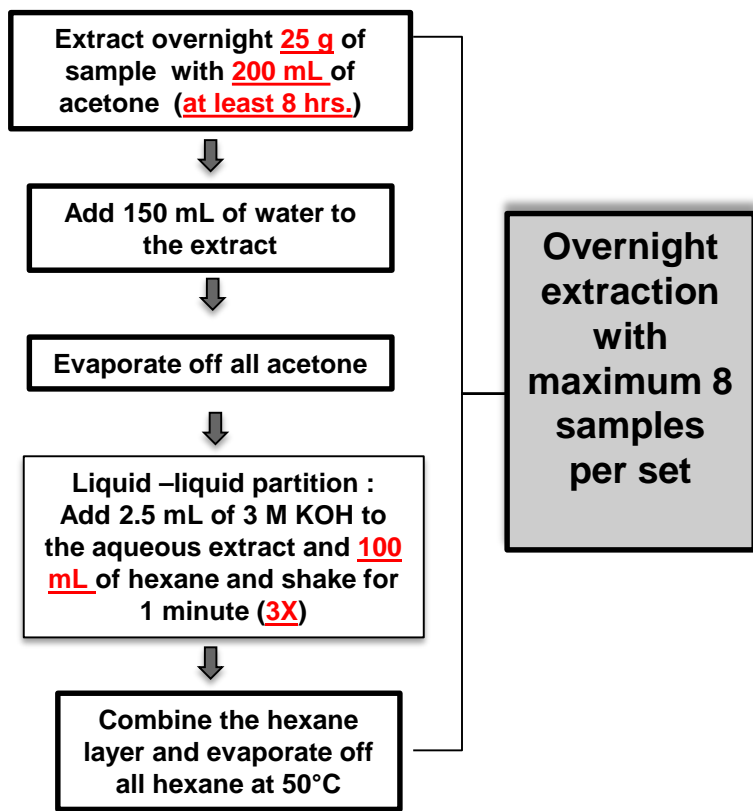 Extract overnight 25 g of
sample with 200 mL of
acetone (at least 8 hrs.)
Add 150 mL of water to
the extract
Evaporate off all acetone
Liquid –liquid partition :
Add 2.5 mL of 3 M KOH to
the aqueous extract and 100
mL of hexane and shake for
1 minute (3X)
Combine the hexane
layer and evaporate off
all hexane at 50°C
Overnight
extraction
with
maximum 8
samples
per set